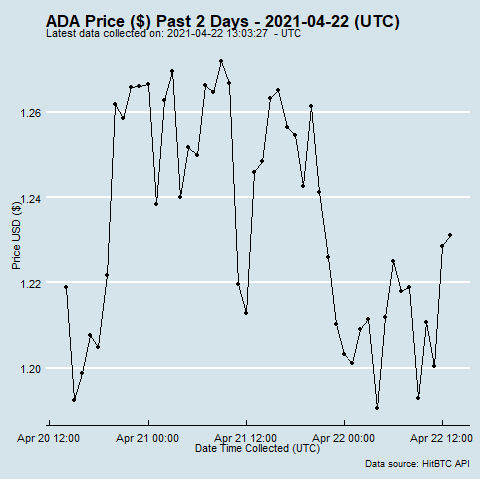 ADA Price ($) Past 2 Days - 2021-04-22 (UTC)
Latest data collected on: 2021-04-22 13:03:27 - UTC
1.26
1.24
Price USD ($)
1.22
1.20
Apr 20 12:00 Apr 21 00:00 Apr 21 12:00 Apr 22 00:00 Apr 22 12:00
Date Time Collected (UTC)
Data source: HitBTC API